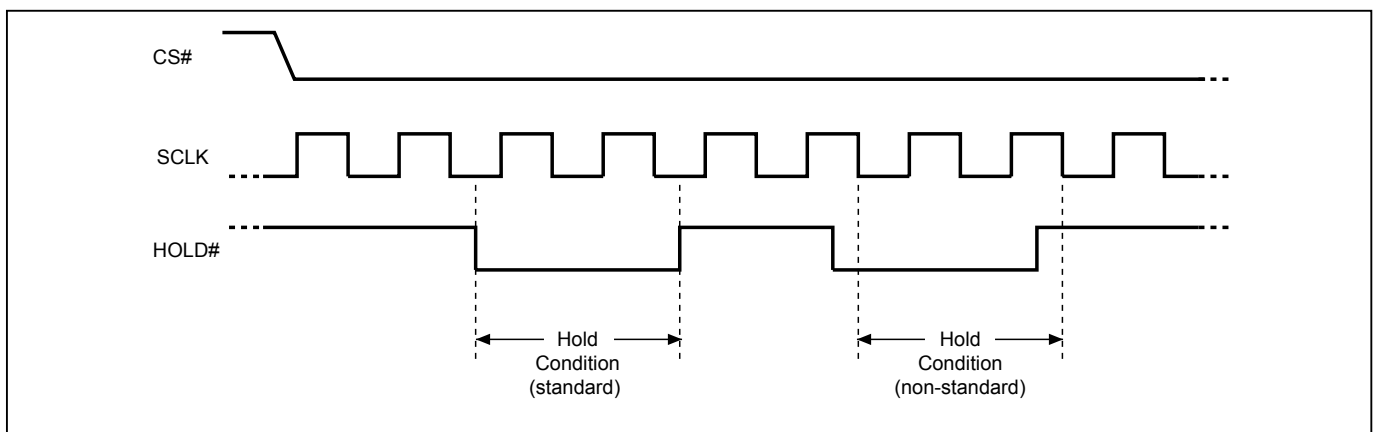 CS#
SCLK
HOLD#
Hold
Condition
(standard)
Hold
Condition
(non-standard)